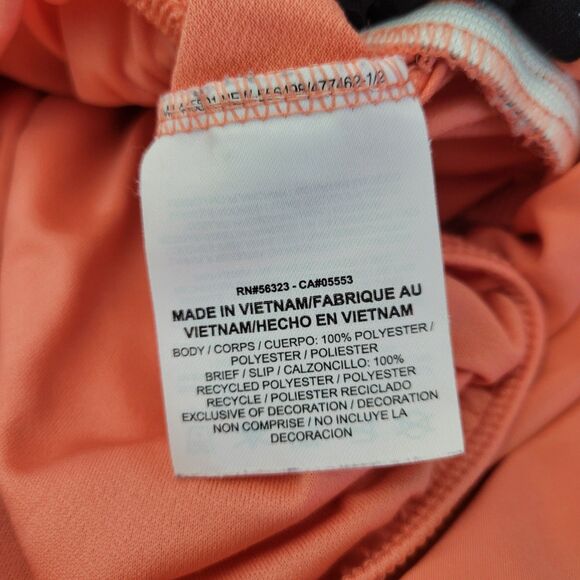 RN#56323 - CA#05553
MADE IN VIETNAM/FABRIQUE AU
VIETNAM/HECHO EN VIETNAM
BODY / CORPS / CUERPO: 100% POLYESTER /
POLYESTER / POLIESTER
BRIEF / SLIP / CALZONCILLO: 100%
RECYCLED POLYESTER / POLYESTER
RECYCLE / POLIESTER RECICLADO
EXCLUSIVE OF DECORATION / DECORATION
NON COMPRISE / NO INCLUYE LA
DECORACION